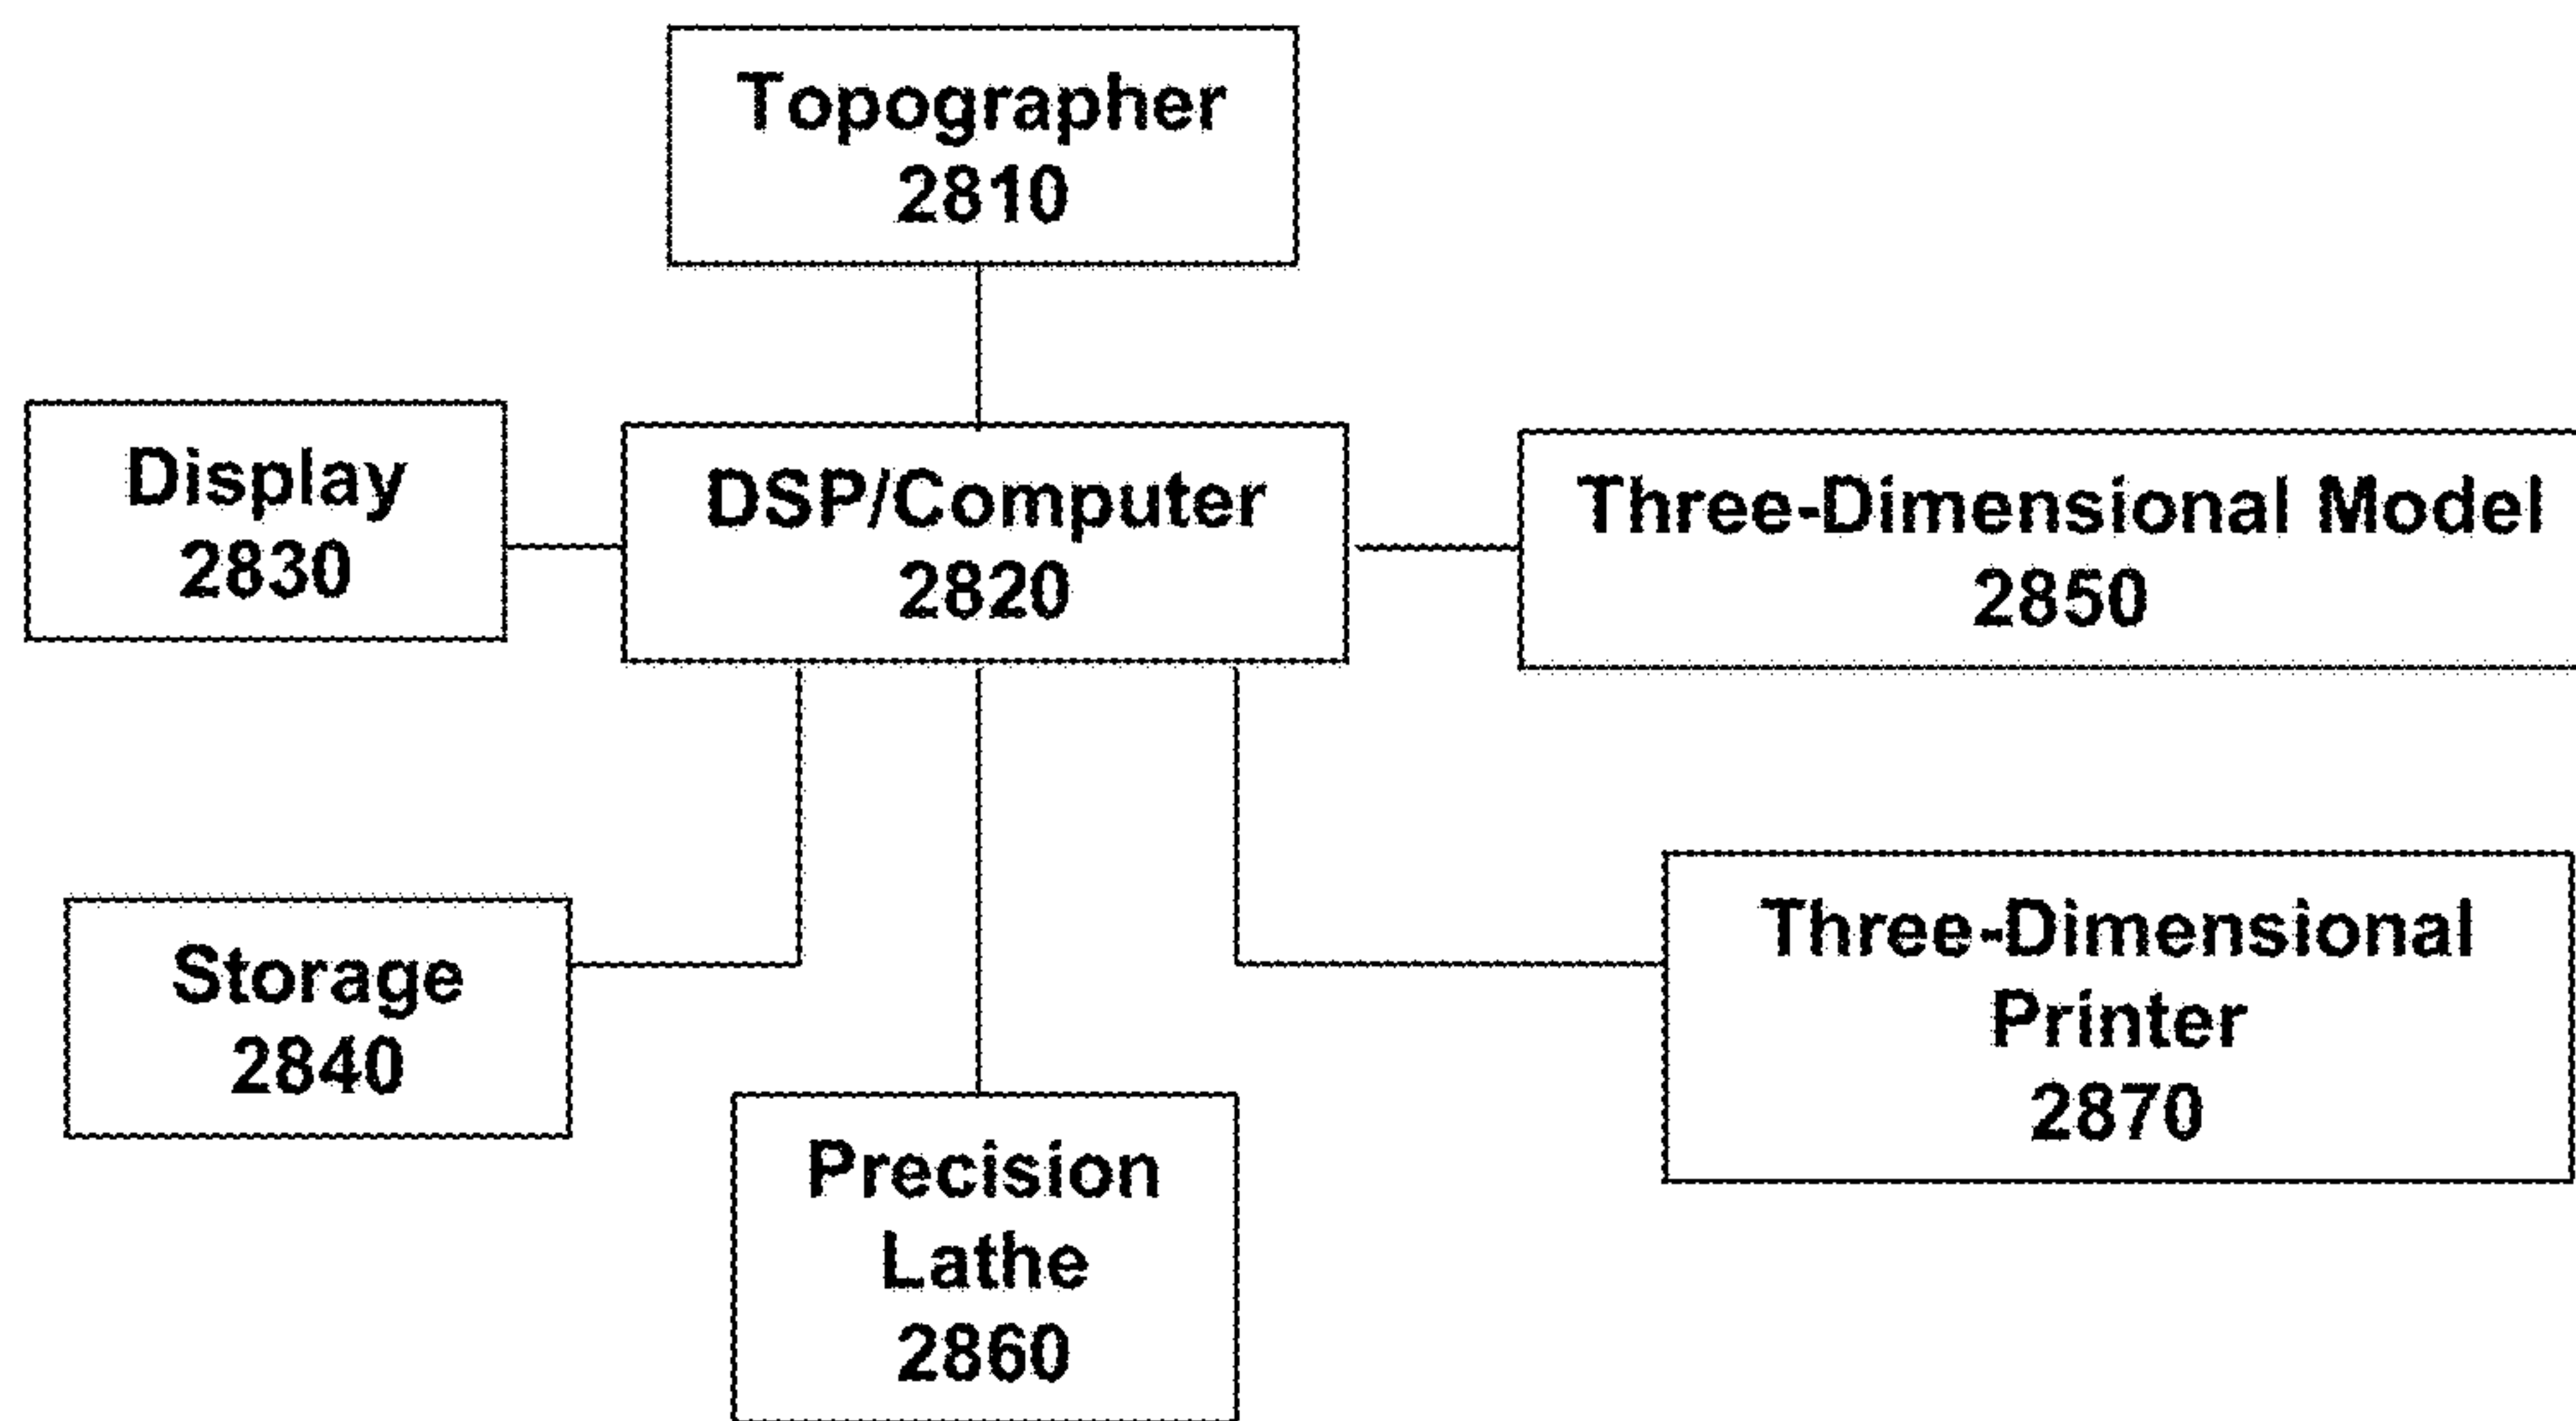 Topographer
2810
Display
2830
DSP/Computer
2820
Three-Dimensional Model
2850
Storage
2840
Precision
Lathe
2860
Three-Dimensional
Printer
2870